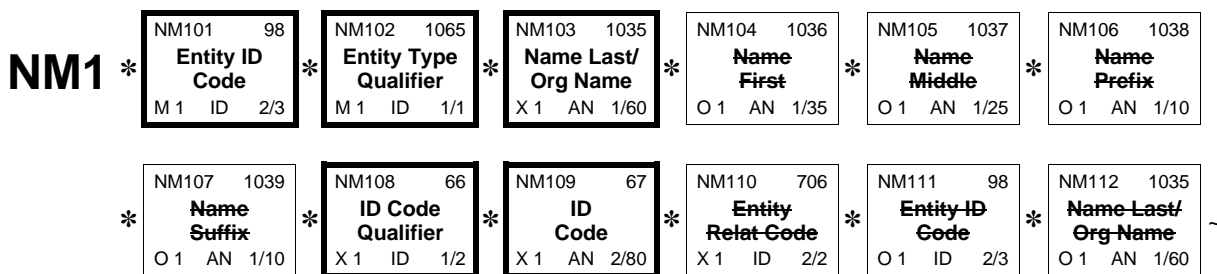 NM101 98 NM102 1065 NM103 1035 NM104 1036 NM105 1037 NM106 1038
NM1 * Entity ID * Entity Type * Name Last/ * Name * Name * Name
Code Qualifier Org Name First Middle Prefix
M 1 ID 2/3 M 1 ID 1/1 X 1 AN 1/60 O 1 AN 1/35 O 1 AN 1/25 O 1 AN 1/10
NM107 1039 NM108 66 NM109 67 NM110 706 NM111 98 NM112 1035
* Name * ID Code * ID * Entity * Entity ID * Name Last/ ~
Suffix Qualifier Code Relat Code Code Org Name
O 1 AN 1/10 X 1 ID 1/2 X 1 AN 2/80 X 1 ID 2/2 O 1 ID 2/3 O 1 AN 1/60